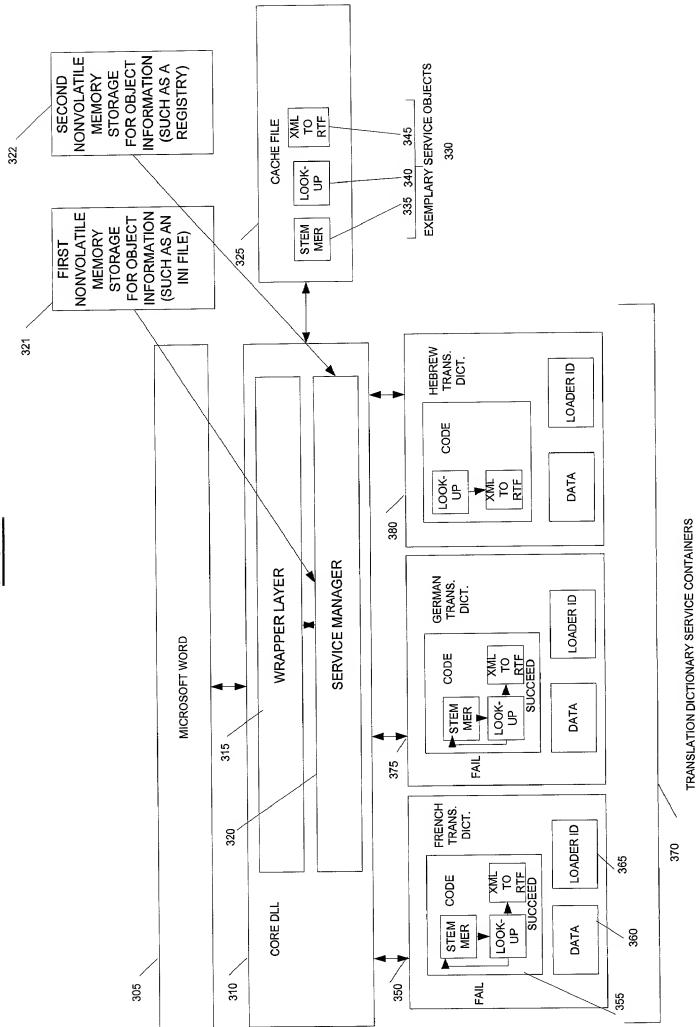 305
MICROSOFT WORD
321
FIRST
NONVOLATILE
MEMORY
STORAGE
FOR OBJECT
INFORMATION
(SUCH AS AN
INI FILE)
322
SECOND
NONVOLATILE
MEMORY
STORAGE
FOR OBJECT
INFORMATION
(SUCH AS A
REGISTRY)
310
CORE DLL
315
WRAPPER LAYER
320
SERVICE MANAGER
325
CACHE FILE
STEM
MER
LOOK-
UP
XML
TO
RTF
335
340
345
EXEMPLARY SERVICE OBJECTS
330
350
FRENCH
TRANS.
DICT.
CODE
STEM
MER
LOOK-
UP
XML
TO
RTF
SUCCEED
FAIL
355
DATA
360
LOADER ID
365
375
GERMAN
TRANS.
DICT.
CODE
STEM
MER
LOOK-
UP
XML
TO
RTF
SUCCEED
FAIL
DATA
LOADER ID
380
HEBREW
TRANS.
DICT.
CODE
LOOK-
UP
XML
TO
RTF
DATA
LOADER ID
370
TRANSLATION DICTIONARY SERVICE CONTAINERS